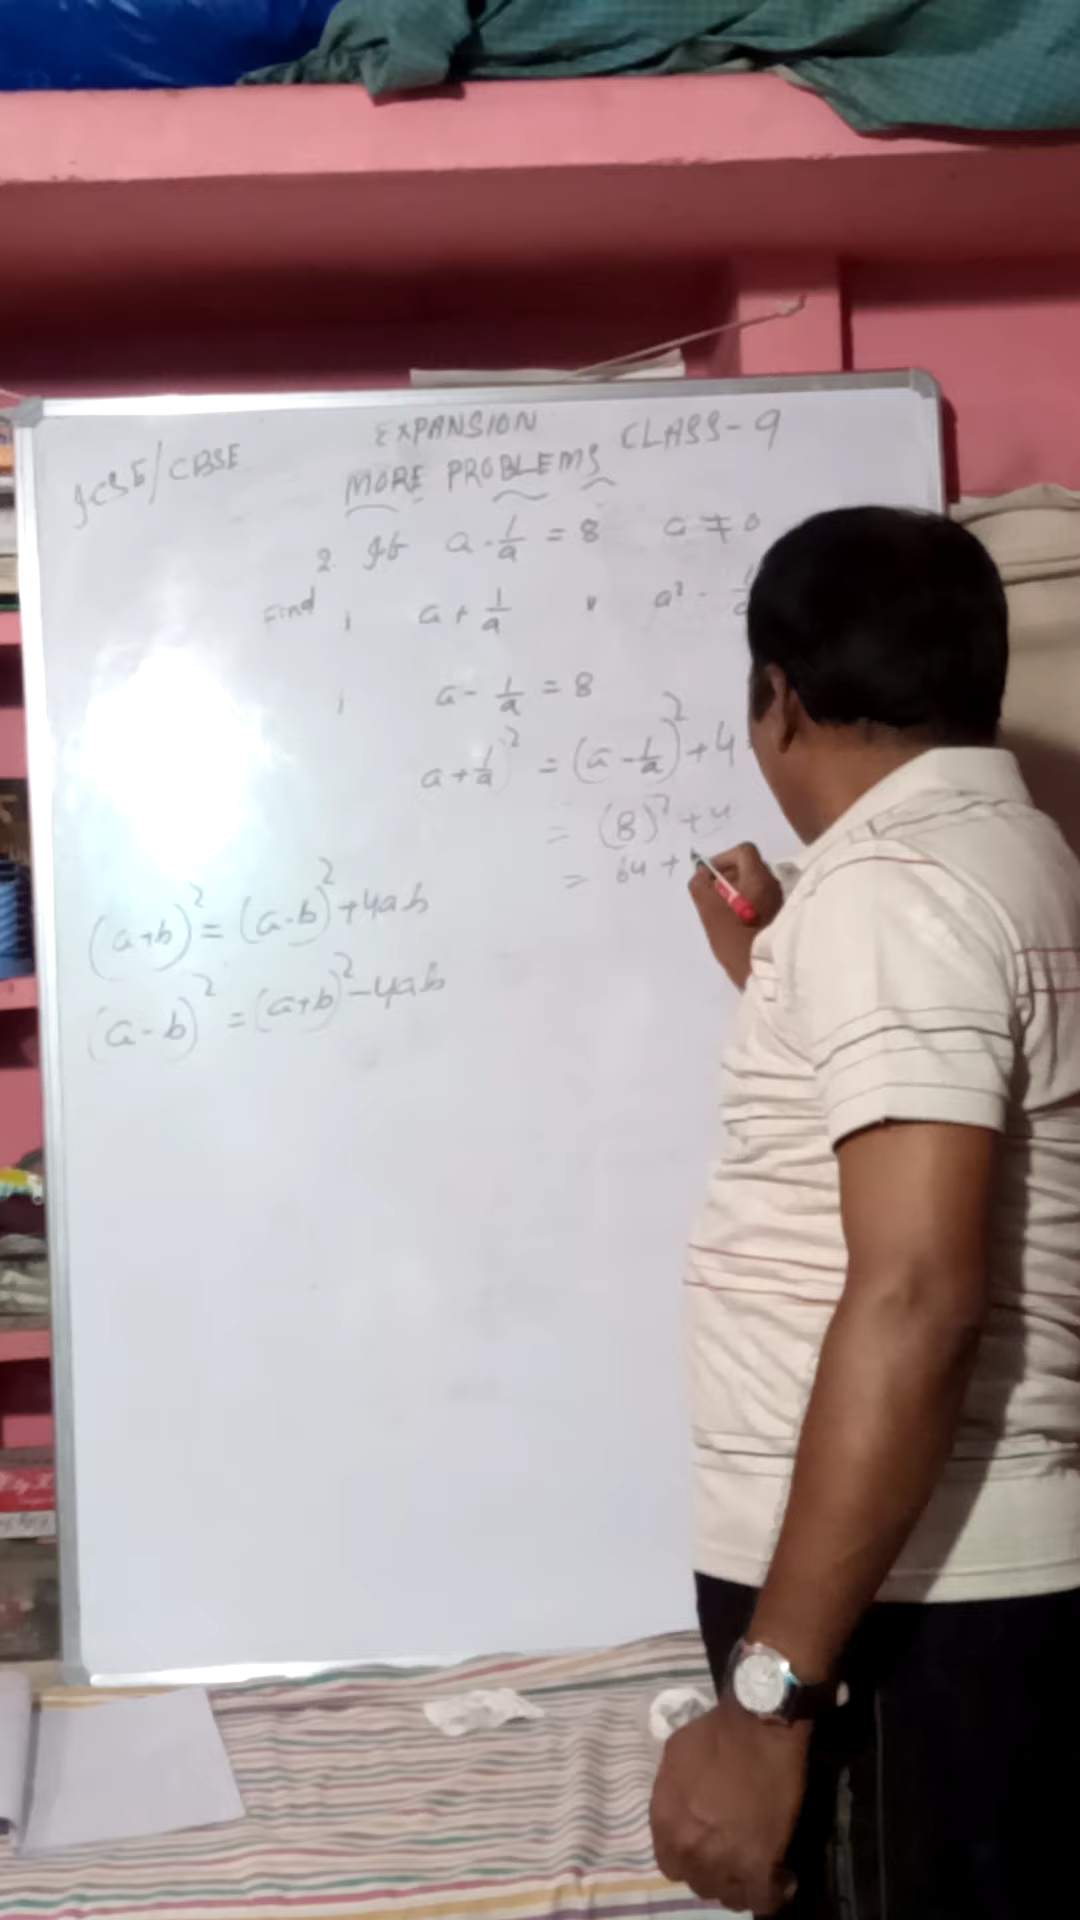 EXPANSION
ICSE/CBSE MORE PROBLEMS CLASS-9
2. If a - 1/a = 8 a ≠ 0
Find i a + 1/a ii a² -
i a - 1/a = 8
a + 1/a ² = (a - 1/a)² + 4
= (8)² + 4
= 64 +
(a+b)² = (a-b)² + 4ab
(a-b)² = (a+b)² - 4ab